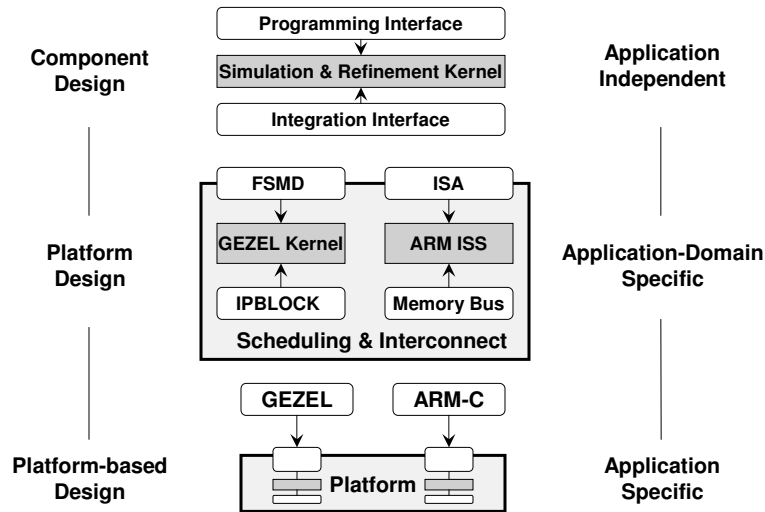 Programming Interface
Component
Design
Simulation & Refinement Kernel
Application
Independent
Integration Interface
FSMD
ISA
Platform
Design
GEZEL Kernel
ARM ISS
Application-Domain
Specific
IPBLOCK
Memory Bus
Scheduling & Interconnect
GEZEL
ARM-C
Platform-based
Design
Platform
Application
Specific